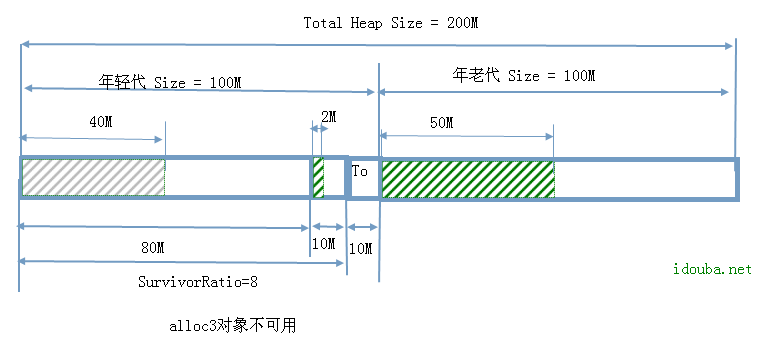 Total Heap Size = 200M
年轻代 Size = 100M
年老代 Size = 100M
40M
2M
50M
To
80M
10M
10M
SurvivorRatio=8
idouba.net
alloc3对象不可用